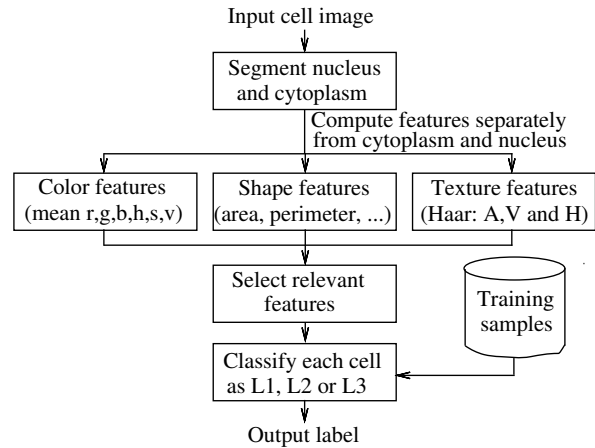 Input cell image
Segment nucleus
and cytoplasm
Compute features separately
from cytoplasm and nucleus
Color features
(mean r,g,b,h,s,v)
Shape features
(area, perimeter, ...)
Texture features
(Haar: A,V and H)
Select relevant
features
Training
samples
Classify each cell
as L1, L2 or L3
Output label